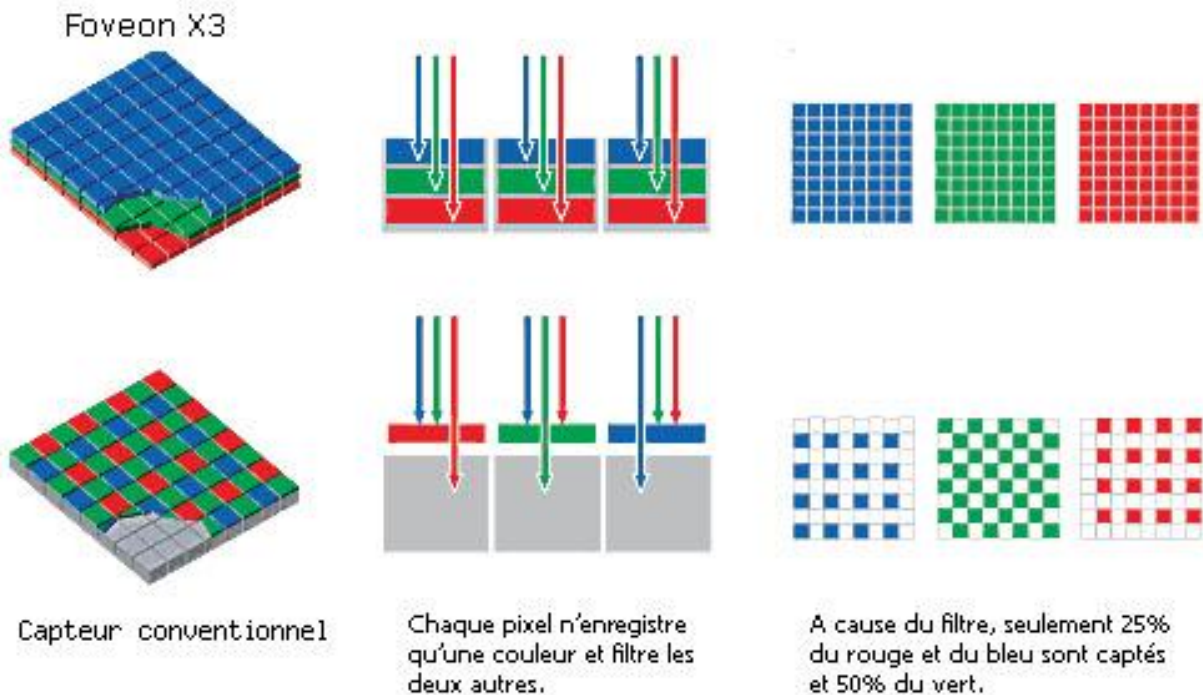 Foveon X3
Capteur conventionnel
Chaque pixel n'enregistre
qu'une couleur et filtre les
deux autres.
A cause du filtre, seulement 25%
du rouge et du bleu sont captés
et 50% du vert.